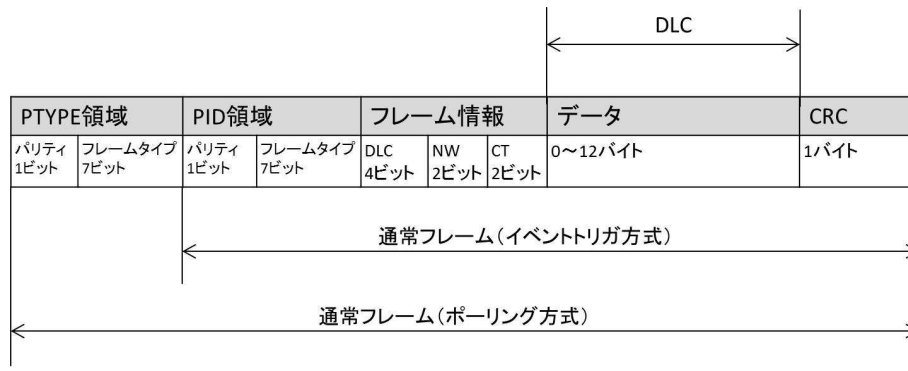 DLC
PTYPE領域
PID領域
フレーム情報
データ
CRC
パリティ
1ビット
フレームタイプ
7ビット
パリティ
1ビット
フレームタイプ
7ビット
DLC
4ビット
NW
2ビット
CT
2ビット
0〜12バイト
1バイト
通常フレーム(イベントトリガ方式)
通常フレーム(ポーリング方式)